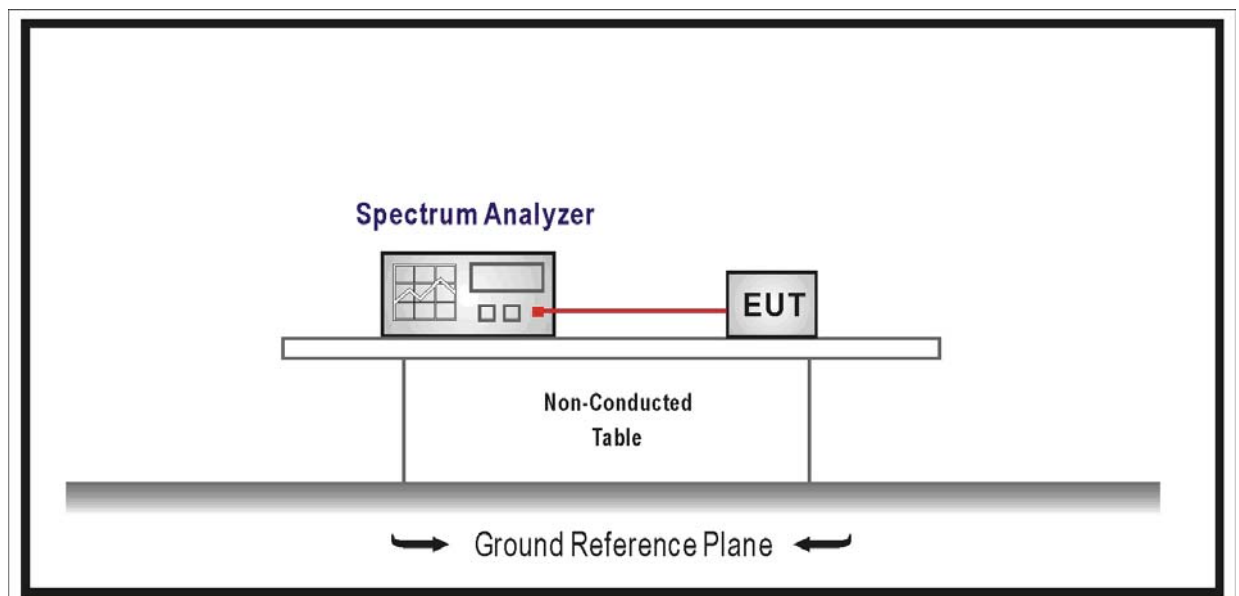 Spectrum Analyzer
EUT
Non-Conducted
Table
Ground Reference Plane